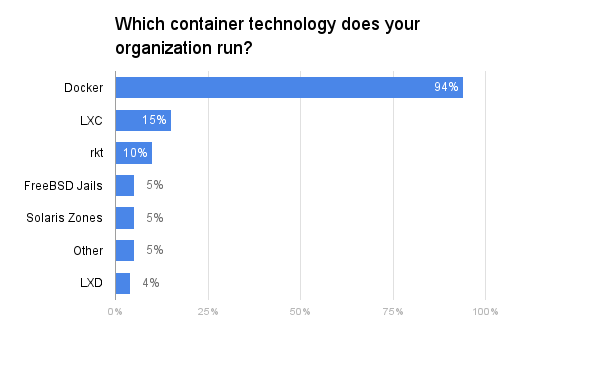 Which container technology does your
organization run?
Docker 94%
LXC 15%
rkt 10%
FreeBSD Jails 5%
Solaris Zones 5%
Other 5%
LXD 4%
0% 25% 50% 75% 100%